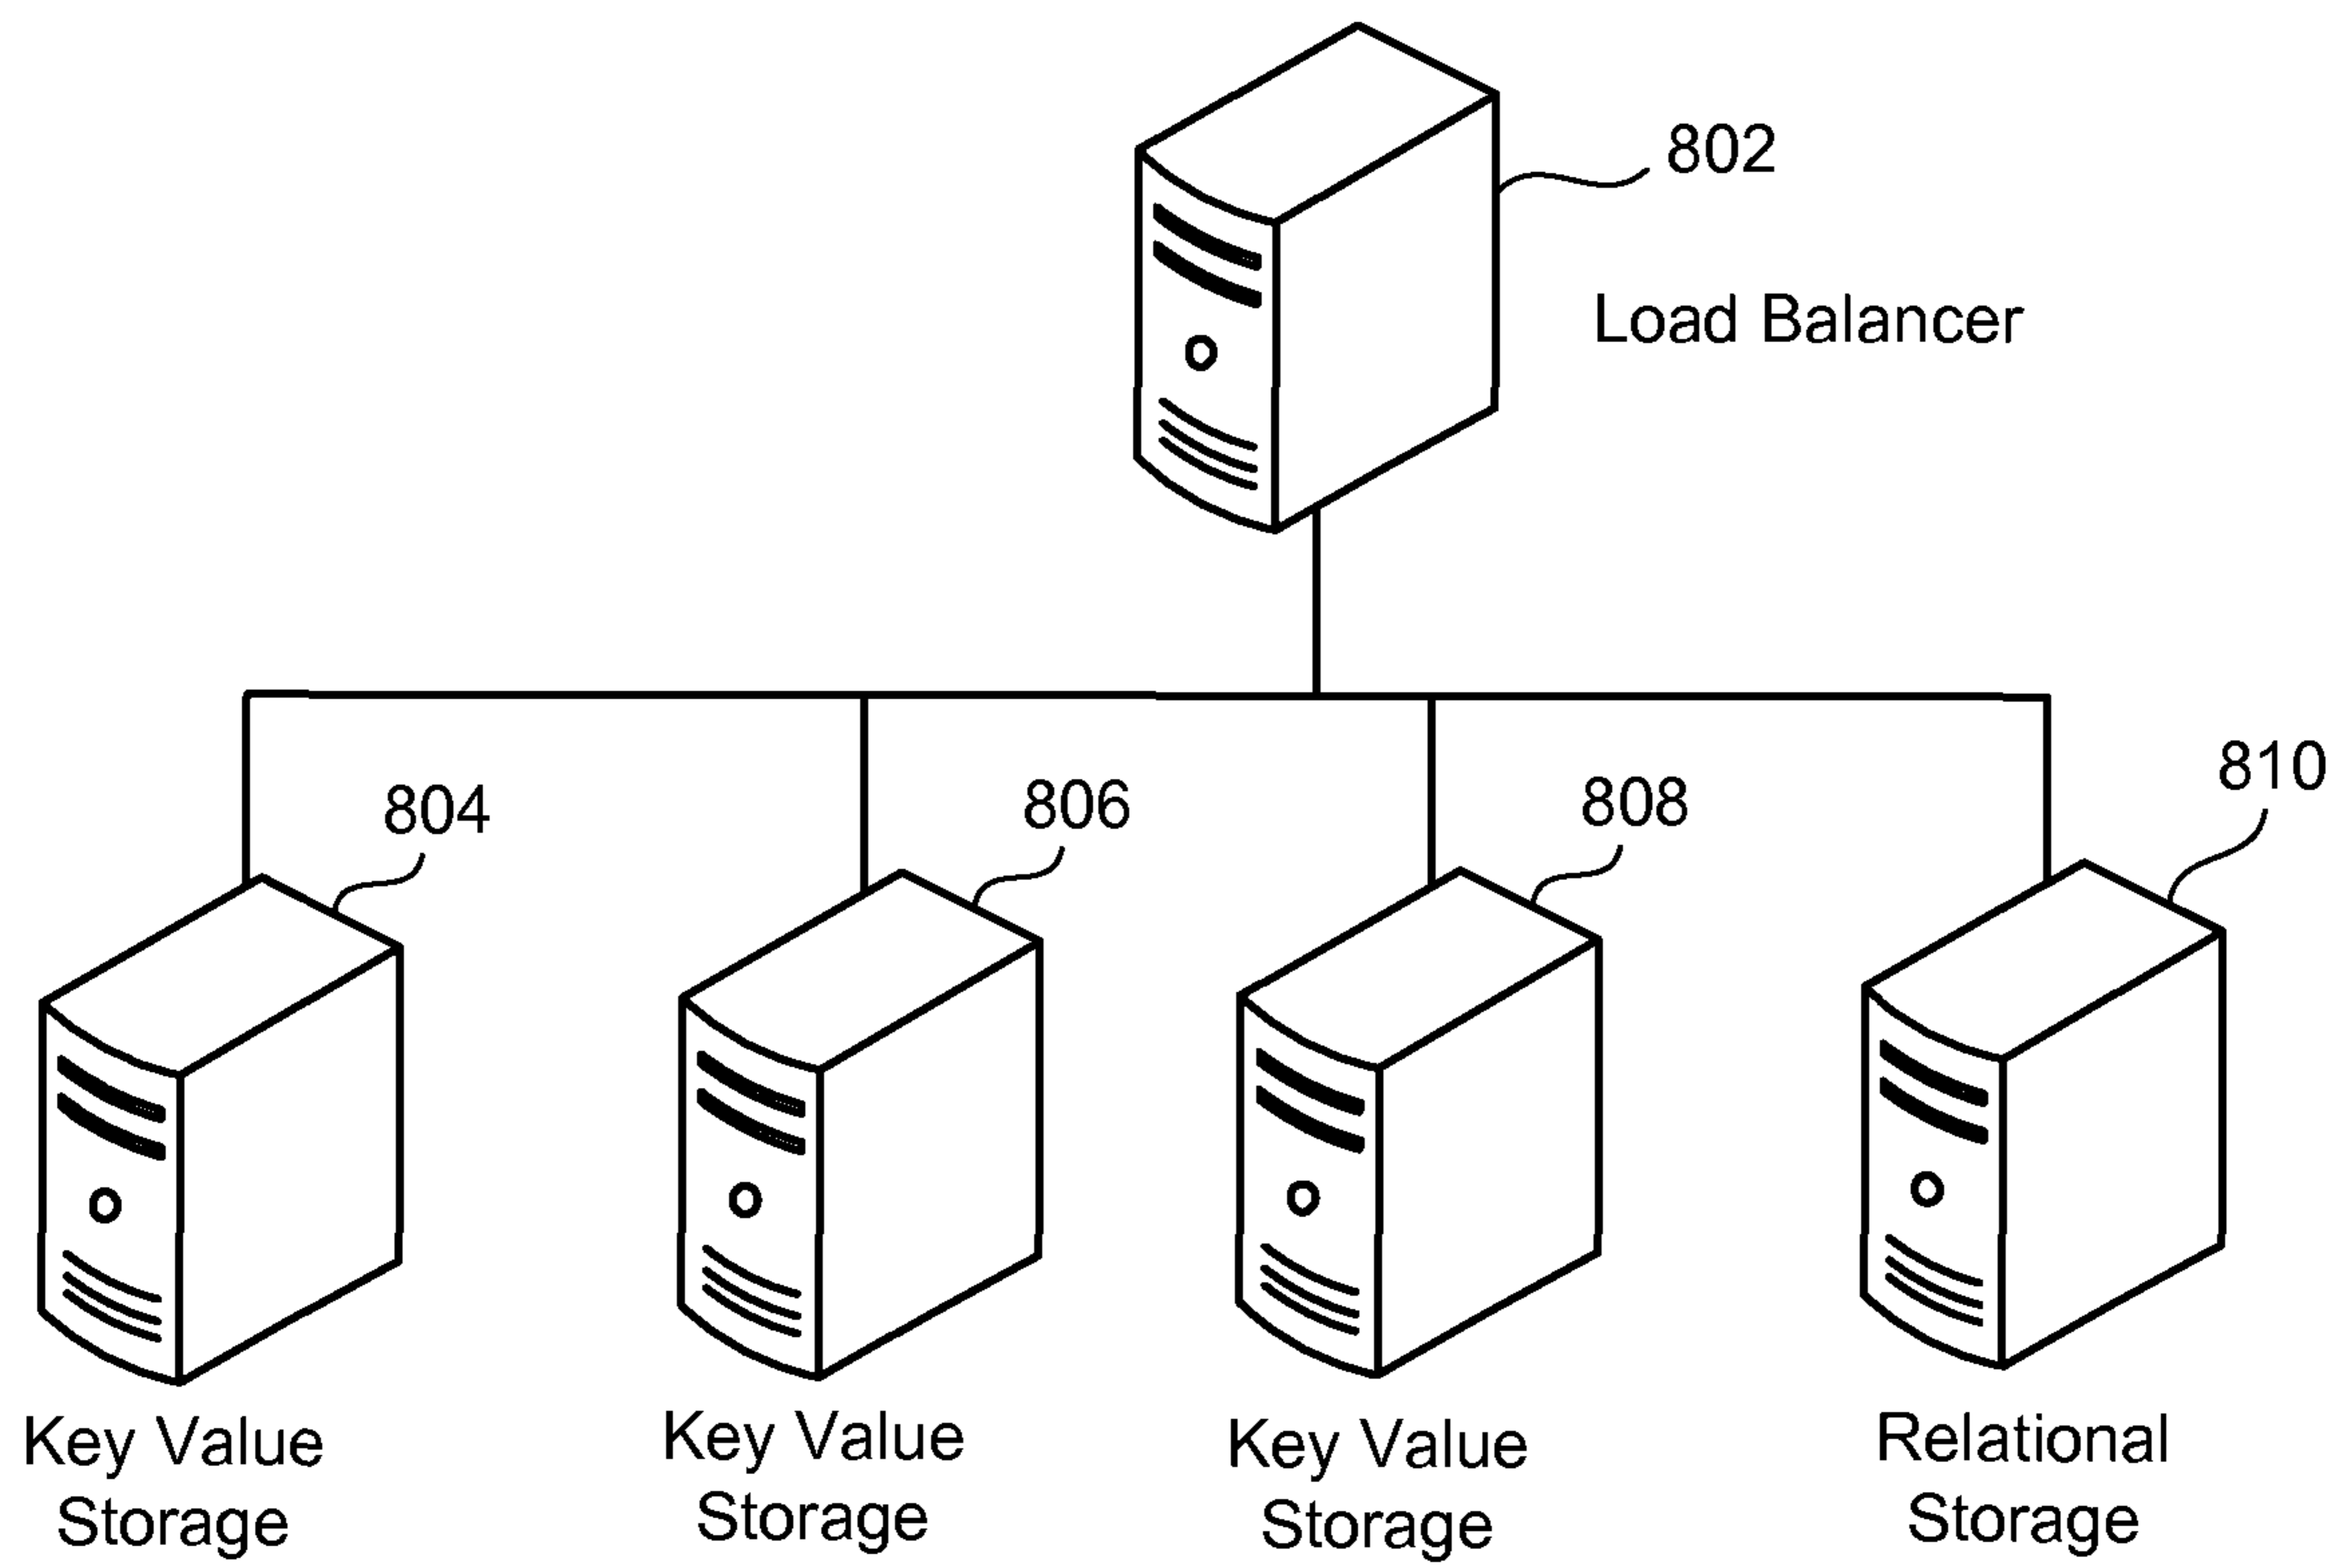 802
Load Balancer
804
806
808
810
Key Value
Storage
Key Value
Storage
Key Value
Storage
Relational
Storage